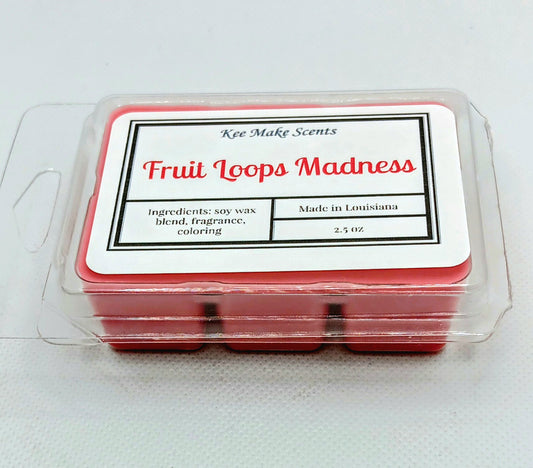 Kee Make Scents
Fruit Loops Madness
Ingredients: soy wax
blend, fragrance,
coloring
Made in Louisiana
2.5 oz